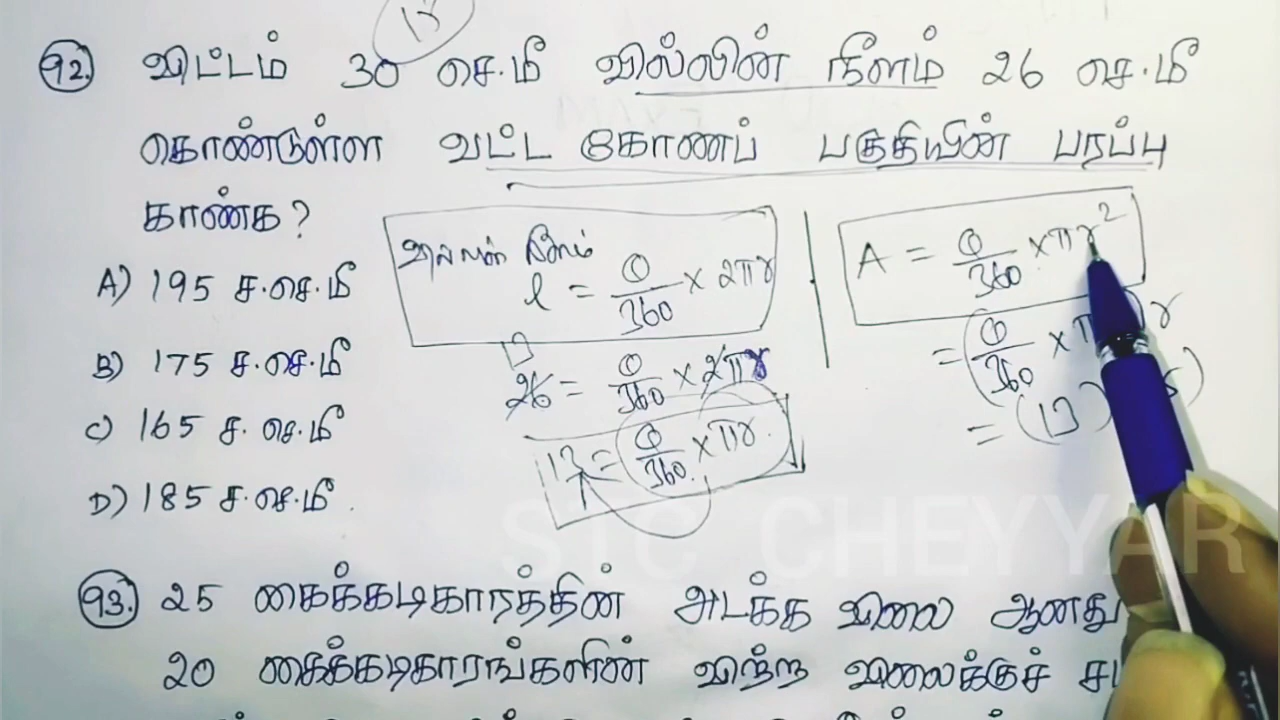 15
92. விட்டம் 30 செ.மீ வில்லின் நீளம் 26 செ.மீ
கொண்டுள்ள வட்ட கோணப் பகுதியின் பரப்பு
காண்க?
A) 195 ச.செ.மீ
B) 175 ச.செ.மீ
C) 165 ச.செ.மீ
D) 185 ச.செ.மீ
வில்லின் நீளம்
l = θ/360 × 2πr
13
26 = θ/360 × 2πr
13 = θ/360 × πr
A = θ/360 × πr²
= (θ/360 × π ) r
= (13)
STC CHEYYAR
93. 25 கைக்கடிகாரத்தின் அடக்க விலை ஆனது
20 கைக்கடிகாரங்களின் விற்ற விலைக்குச்